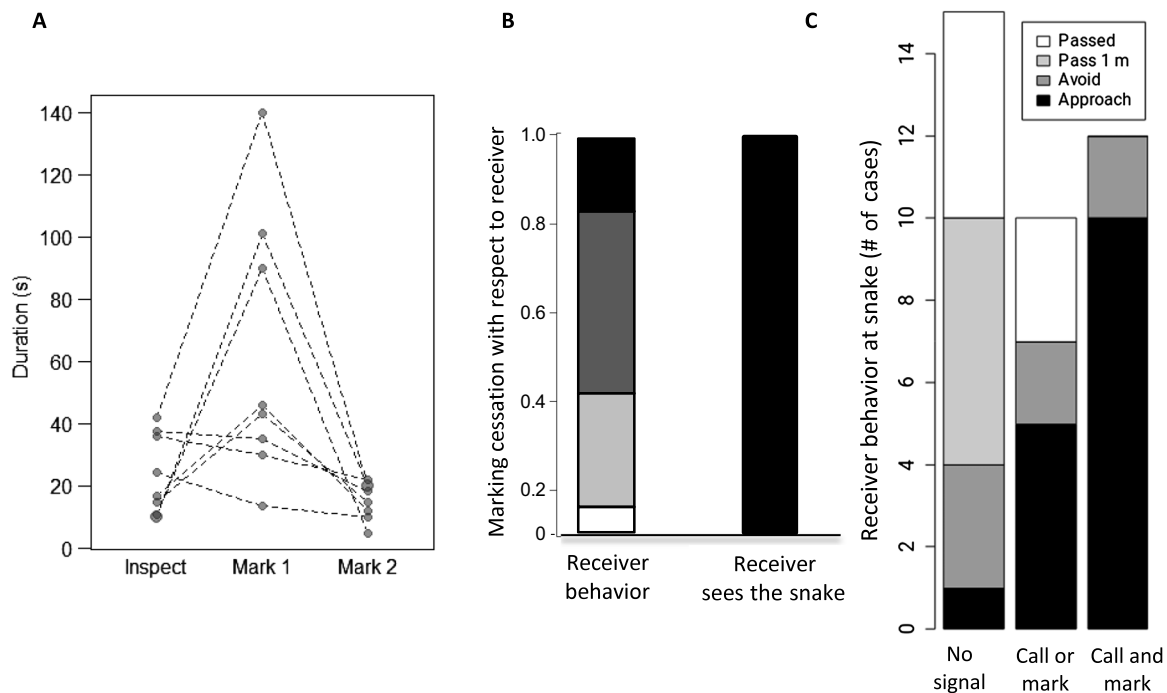 A
Duration (s)
140
120
100
80
60
40
20
0
Inspect
Mark 1
Mark 2
B
Marking cessation with respect to receiver
1.0
0.8
0.6
0.4
0.2
0
Receiver
behavior
Receiver
sees the snake
C
Receiver behavior at snake (# of cases)
14
12
10
8
6
4
2
0
Passed
Pass 1 m
Avoid
Approach
No
signal
Call or
mark
Call and
mark